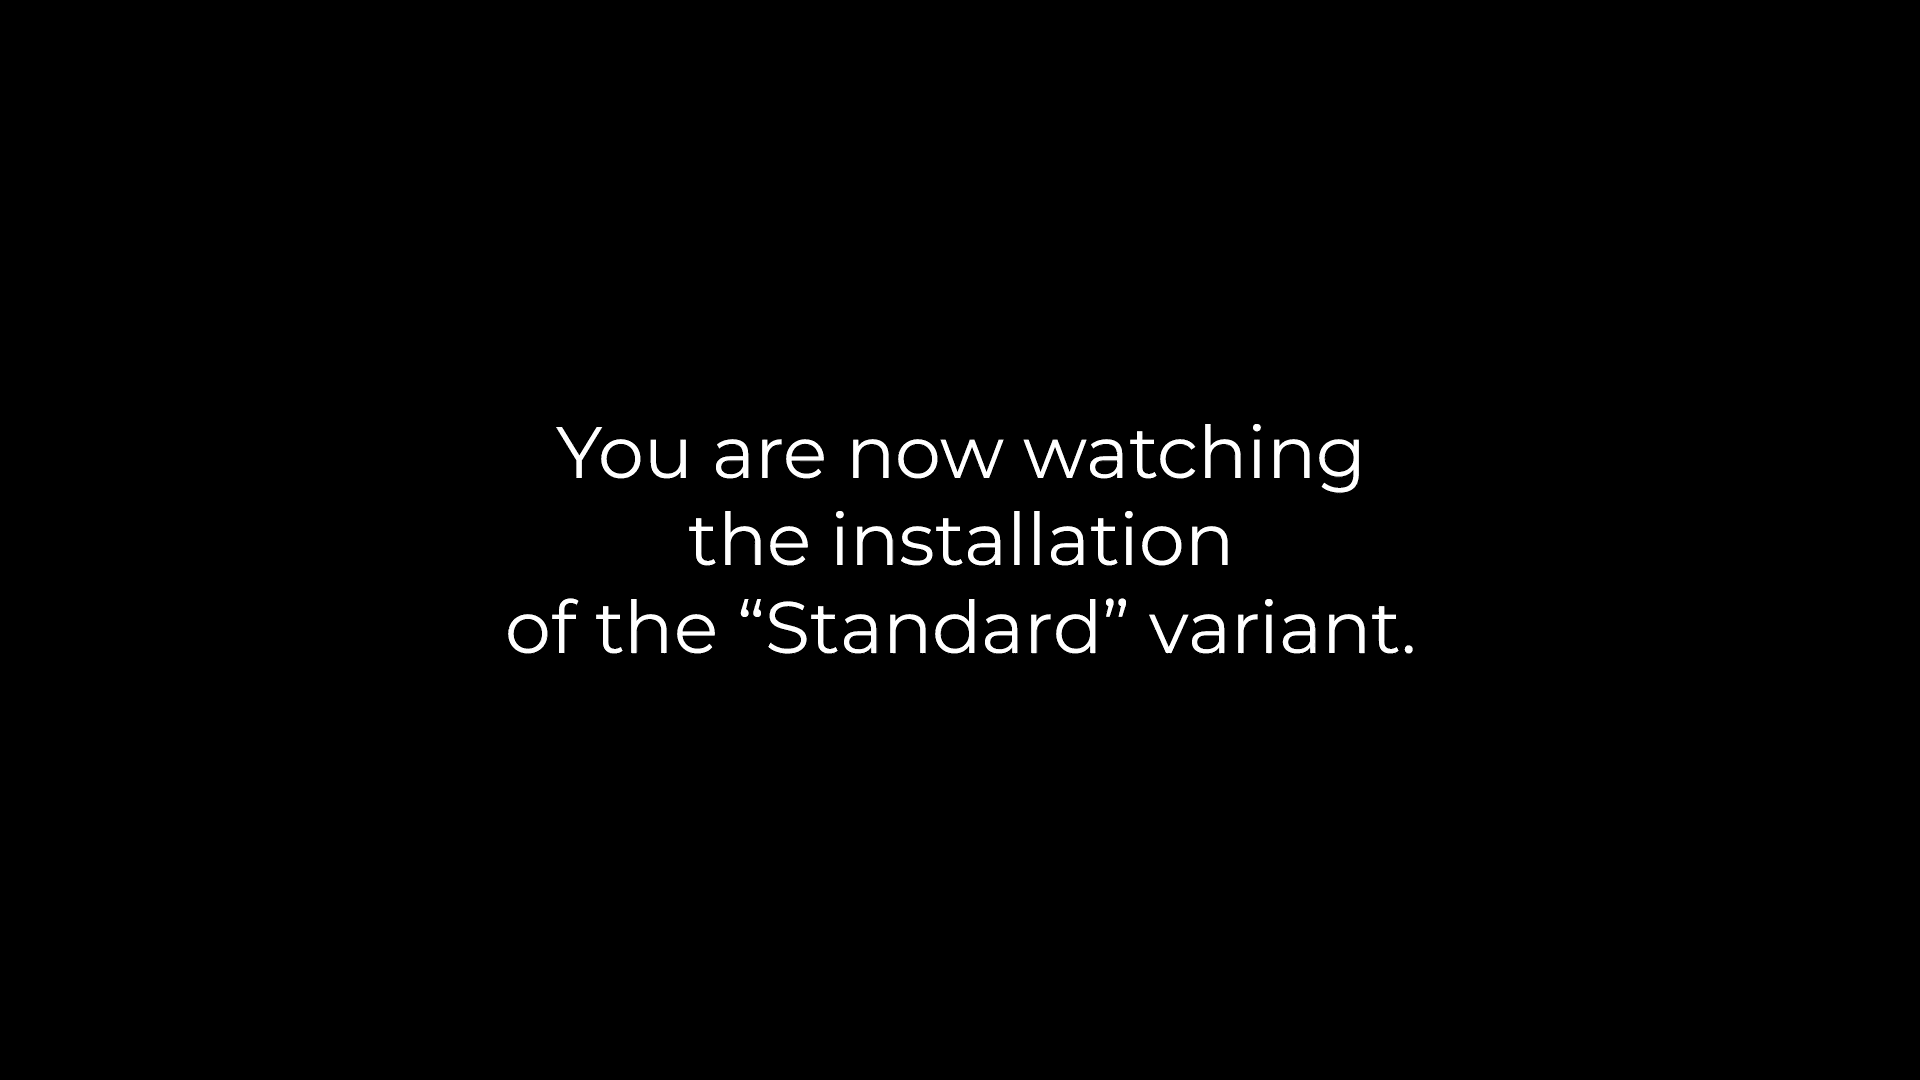 You are now watching
the installation
of the “Standard” variant.